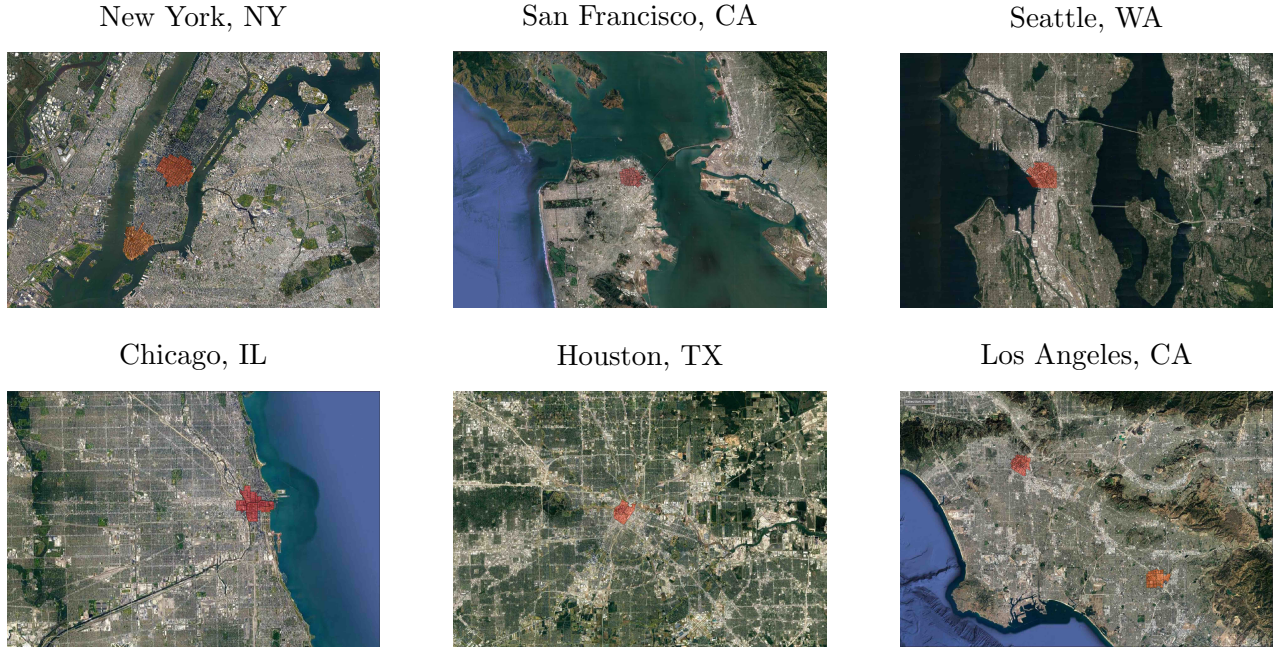 New York, NY
San Francisco, CA
Seattle, WA
Chicago, IL
Houston, TX
Los Angeles, CA